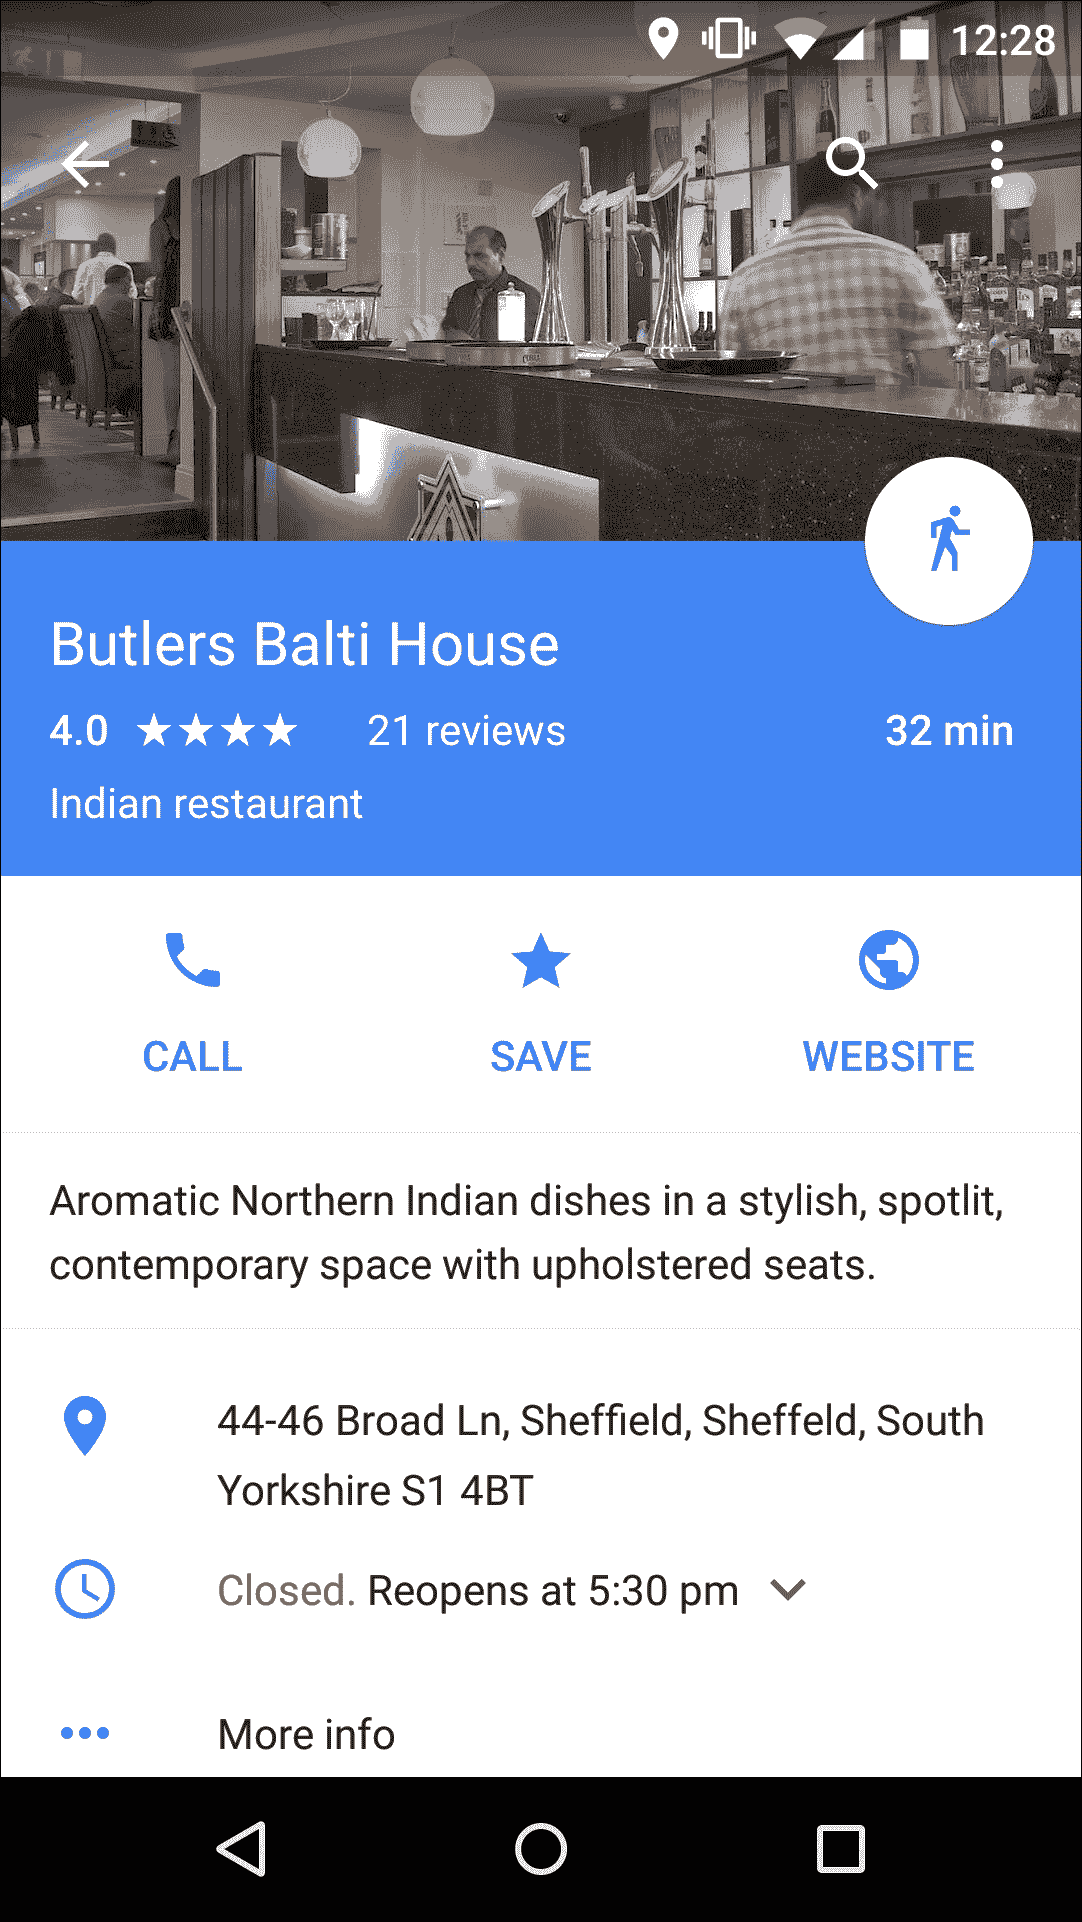 12:28
Butlers Balti House
4.0 ★★★★ 21 reviews 32 min
Indian restaurant
CALL SAVE WEBSITE
Aromatic Northern Indian dishes in a stylish, spotlit,
contemporary space with upholstered seats.
44-46 Broad Ln, Sheffield, Sheffeld, South
Yorkshire S1 4BT
Closed. Reopens at 5:30 pm
More info